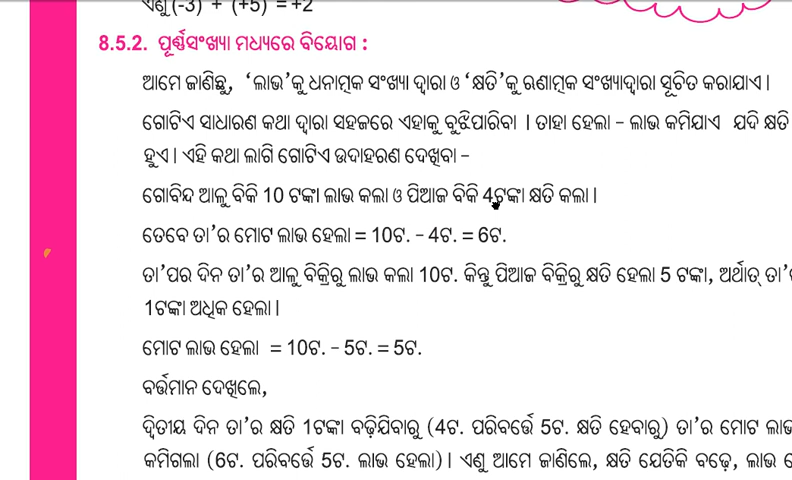 ଏଣୁ (-3) + (+5) = +2
8.5.2. ପୂର୍ଣ୍ଣସଂଖ୍ୟା ମଧ୍ୟରେ ବିୟୋଗ :
ଆମେ ଜାଣିଛୁ, ‘ଲାଭ’କୁ ଧନାତ୍ମକ ସଂଖ୍ୟା ଦ୍ୱାରା ଓ ‘କ୍ଷତି’କୁ ଋଣାତ୍ମକ ସଂଖ୍ୟାଦ୍ୱାରା ସୂଚିତ କରାଯାଏ।
ଗୋଟିଏ ସାଧାରଣ କଥା ଦ୍ୱାରା ସହଜରେ ଏହାକୁ ବୁଝିପାରିବା । ତାହା ହେଲା – ଲାଭ କମିଯାଏ ଯଦି କ୍ଷତି
ହୁଏ। ଏହି କଥା ଲାଗି ଗୋଟିଏ ଉଦାହରଣ ଦେଖିବା –
ଗୋବିନ୍ଦ ଆଳୁ ବିକି 10 ଟଙ୍କା ଲାଭ କଲା ଓ ପିଆଜ ବିକି 4ଟଙ୍କା କ୍ଷତି କଲା।
ତେବେ ତା’ର ମୋଟ ଲାଭ ହେଲା = 10ଟ. – 4ଟ. = 6ଟ.
ତା’ପର ଦିନ ତା’ର ଆଳୁ ବିକ୍ରିରୁ ଲାଭ କଲା 10ଟ. କିନ୍ତୁ ପିଆଜ ବିକ୍ରିରୁ କ୍ଷତି ହେଲା 5 ଟଙ୍କା, ଅର୍ଥାତ୍ ତା’ର
1ଟଙ୍କା ଅଧିକ ହେଲା।
ମୋଟ ଲାଭ ହେଲା = 10ଟ. – 5ଟ. = 5ଟ.
ବର୍ତ୍ତମାନ ଦେଖିଲେ,
ଦ୍ୱିତୀୟ ଦିନ ତା’ର କ୍ଷତି 1ଟଙ୍କା ବଢ଼ିଯିବାରୁ (4ଟ. ପରିବର୍ତ୍ତେ 5ଟ. କ୍ଷତି ହେବାରୁ) ତା’ର ମୋଟ ଲାଭ
କମିଗଲା (6ଟ. ପରିବର୍ତ୍ତେ 5ଟ. ଲାଭ ହେଲା)। ଏଣୁ ଆମେ ଜାଣିଲେ, କ୍ଷତି ଯେତିକି ବଢ଼େ, ଲାଭ